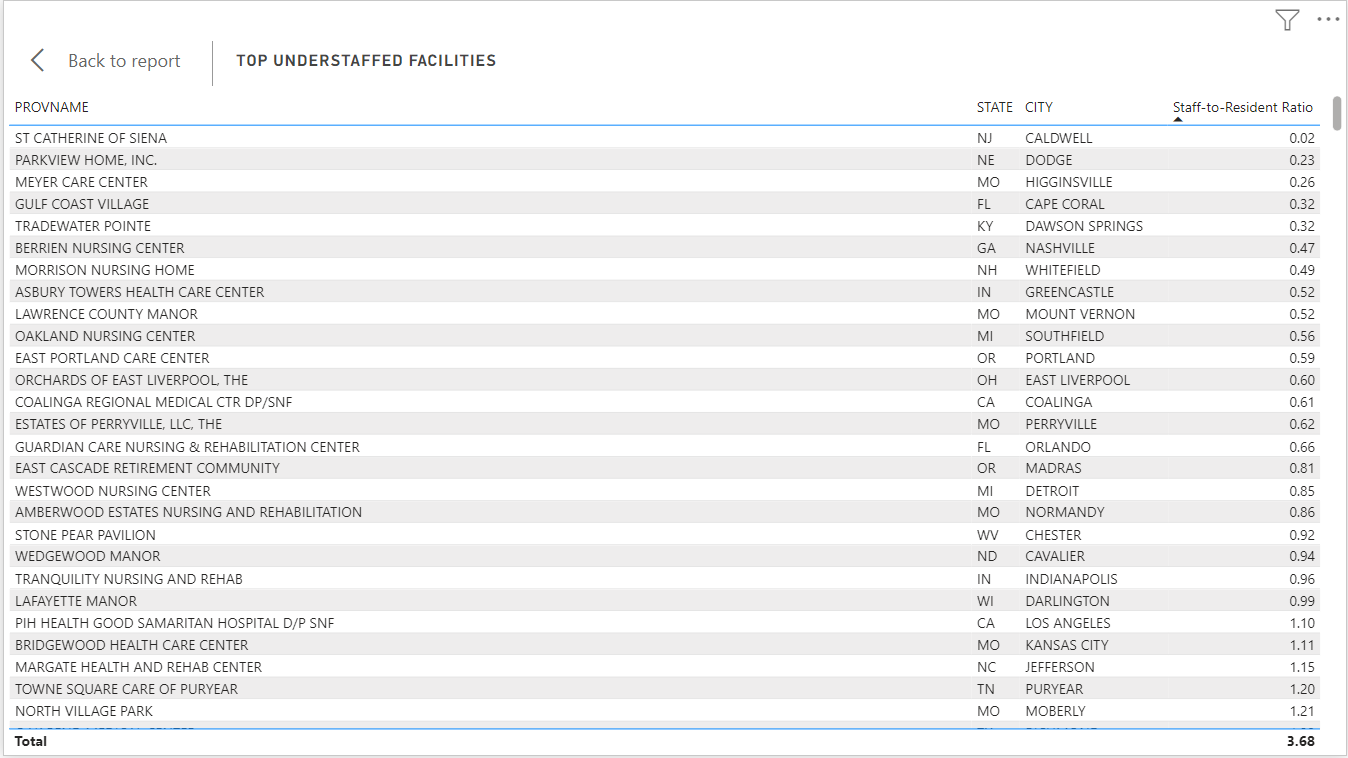 Back to report
TOP UNDERSTAFFED FACILITIES
PROVNAME STATE CITY Staff-to-Resident Ratio
ST CATHERINE OF SIENA NJ CALDWELL 0.02
PARKVIEW HOME, INC. NE DODGE 0.23
MEYER CARE CENTER MO HIGGINSVILLE 0.26
GULF COAST VILLAGE FL CAPE CORAL 0.32
TRADEWATER POINTE KY DAWSON SPRINGS 0.32
BERRIEN NURSING CENTER GA NASHVILLE 0.47
MORRISON NURSING HOME NH WHITEFIELD 0.49
ASBURY TOWERS HEALTH CARE CENTER IN GREENCASTLE 0.52
LAWRENCE COUNTY MANOR MO MOUNT VERNON 0.52
OAKLAND NURSING CENTER MI SOUTHFIELD 0.56
EAST PORTLAND CARE CENTER OR PORTLAND 0.59
ORCHARDS OF EAST LIVERPOOL, THE OH EAST LIVERPOOL 0.60
COALINGA REGIONAL MEDICAL CTR DP/SNF CA COALINGA 0.61
ESTATES OF PERRYVILLE, LLC, THE MO PERRYVILLE 0.62
GUARDIAN CARE NURSING & REHABILITATION CENTER FL ORLANDO 0.66
EAST CASCADE RETIREMENT COMMUNITY OR MADRAS 0.81
WESTWOOD NURSING CENTER MI DETROIT 0.85
AMBERWOOD ESTATES NURSING AND REHABILITATION MO NORMANDY 0.86
STONE PEAR PAVILION WV CHESTER 0.92
WEDGEWOOD MANOR ND CAVALIER 0.94
TRANQUILITY NURSING AND REHAB IN INDIANAPOLIS 0.96
LAFAYETTE MANOR WI DARLINGTON 0.99
PIH HEALTH GOOD SAMARITAN HOSPITAL D/P SNF CA LOS ANGELES 1.10
BRIDGEWOOD HEALTH CARE CENTER MO KANSAS CITY 1.11
MARGATE HEALTH AND REHAB CENTER NC JEFFERSON 1.15
TOWNE SQUARE CARE OF PURYEAR TN PURYEAR 1.20
NORTH VILLAGE PARK MO MOBERLY 1.21
Total 3.68